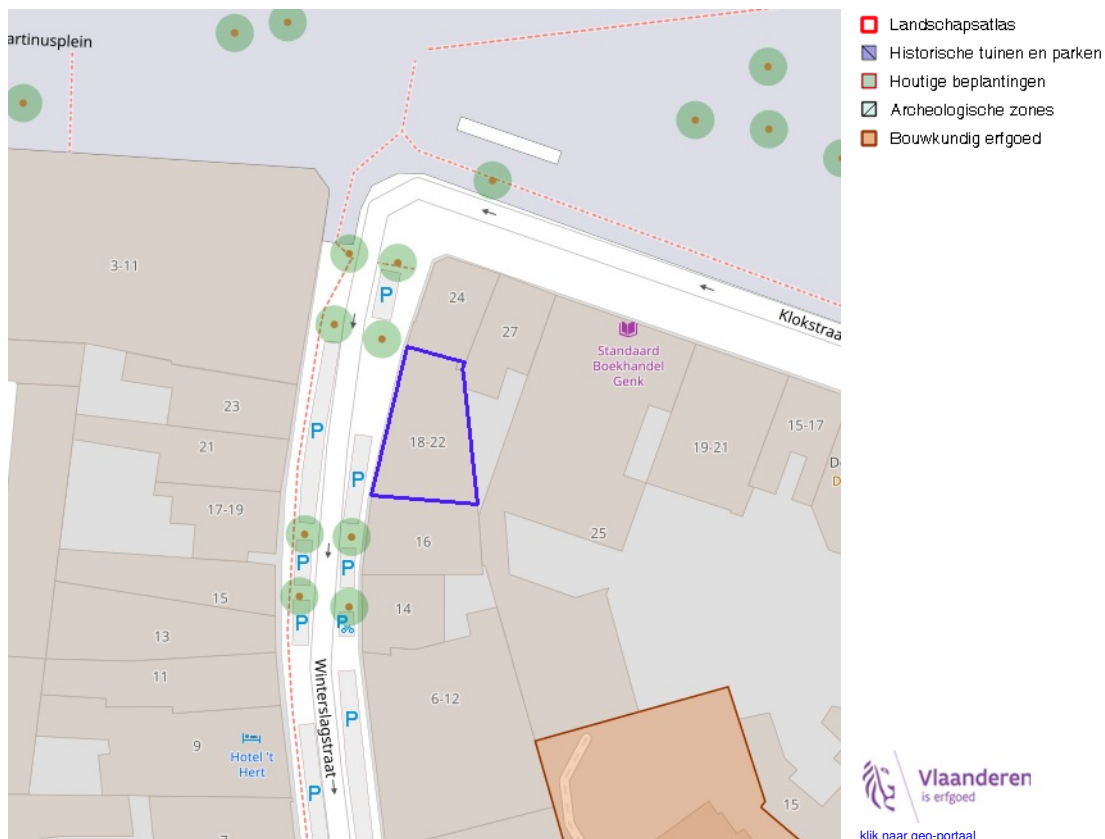 artinusplein
3-11
24
27
Klokstraa
Standaard
Boekhandel
Genk
P
23
21
P
18-22
15-17
19-21
P
D
17-19
16
25
P
P
15
14
P
P
13
11
6-12
Winterslagstraat
P
9
Hotel 't
Hert
P
15
7
Landschapsatlas
Historische tuinen en parken
Houtige beplantingen
Archeologische zones
Bouwkundig erfgoed
Vlaanderen
is erfgoed
klik naar geo-portaal